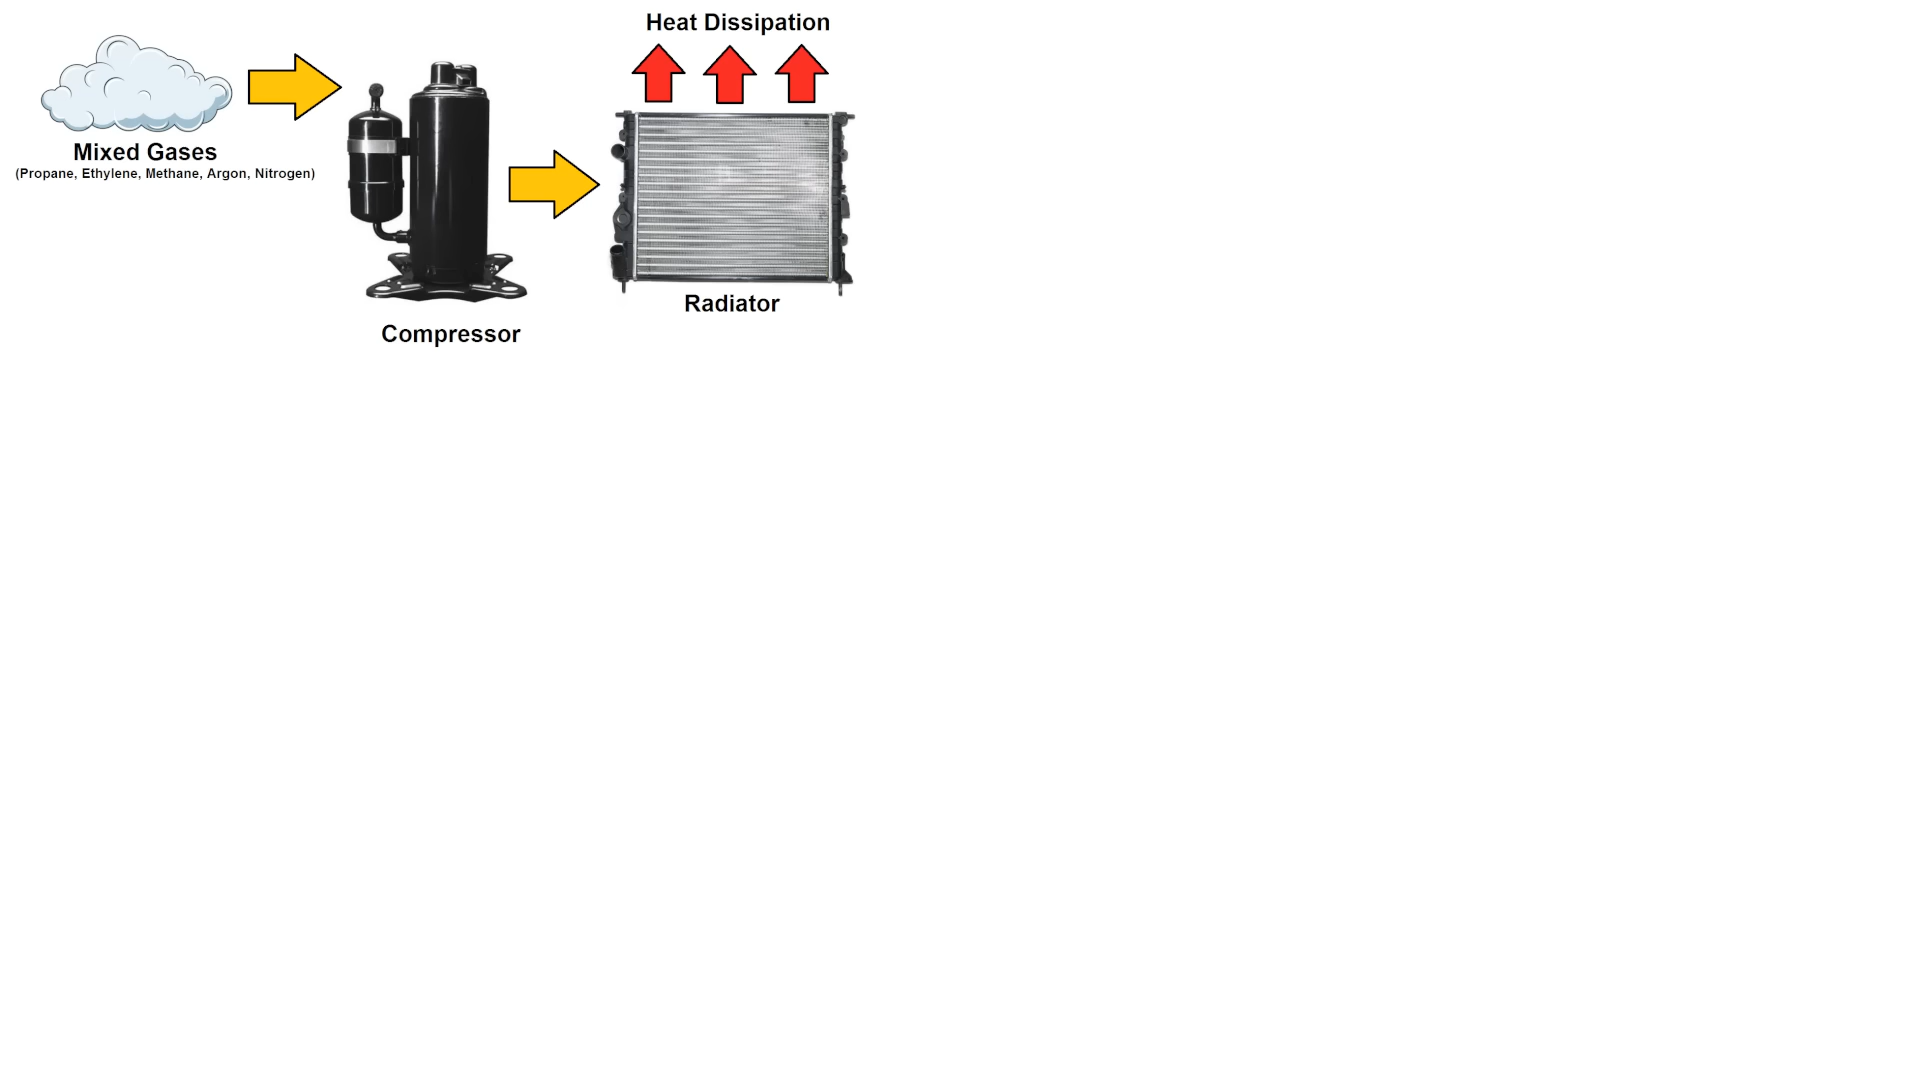 Heat Dissipation
Mixed Gases
(Propane, Ethylene, Methane, Argon, Nitrogen)
Radiator
Compressor